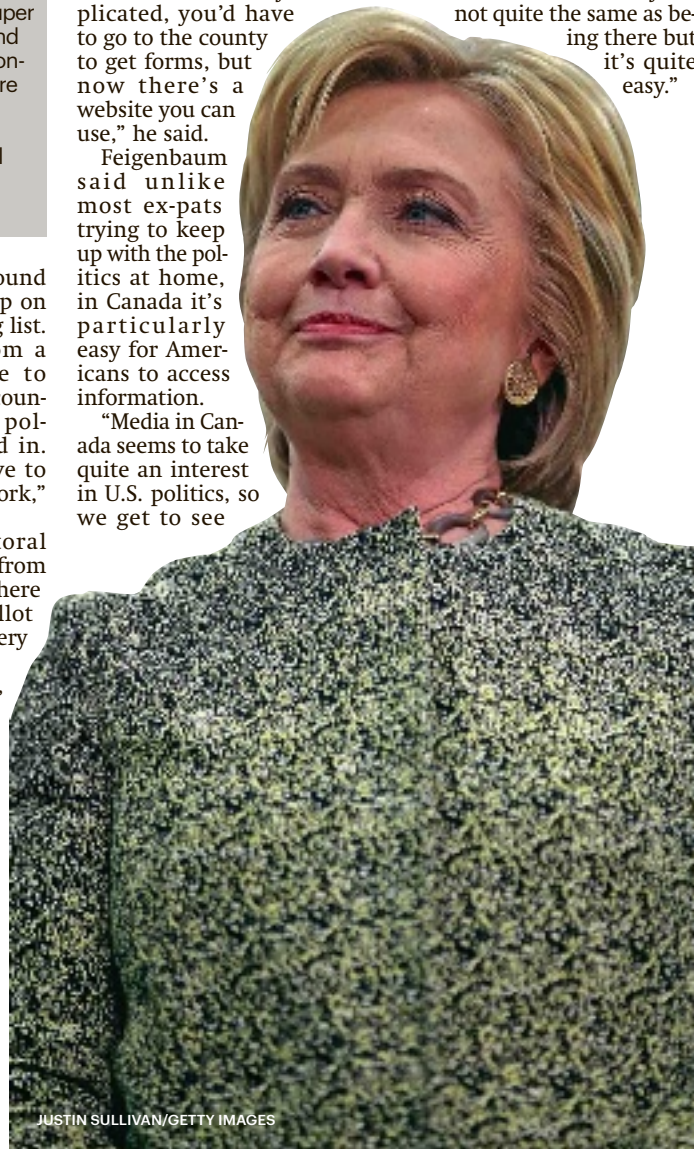 nd
re
ound
p on
g list.
om a
e to
coun-
pol-
d in.
ve to
ork,”
toral
from
here
llot
ery
plicated, you’d have
to go to the county
to get forms, but
now there’s a
website you can
use,” he said.
Feigenbaum
said unlike
most ex-pats
trying to keep
up with the pol-
itics at home,
in Canada it’s
particularly
easy for Amer-
icans to access
information.
“Media in Can-
ada seems to take
quite an interest
in U.S. politics, so
we get to see
not quite the same as be-
ing there but
it’s quite
easy.”
JUSTIN SULLIVAN/GETTY IMAGES